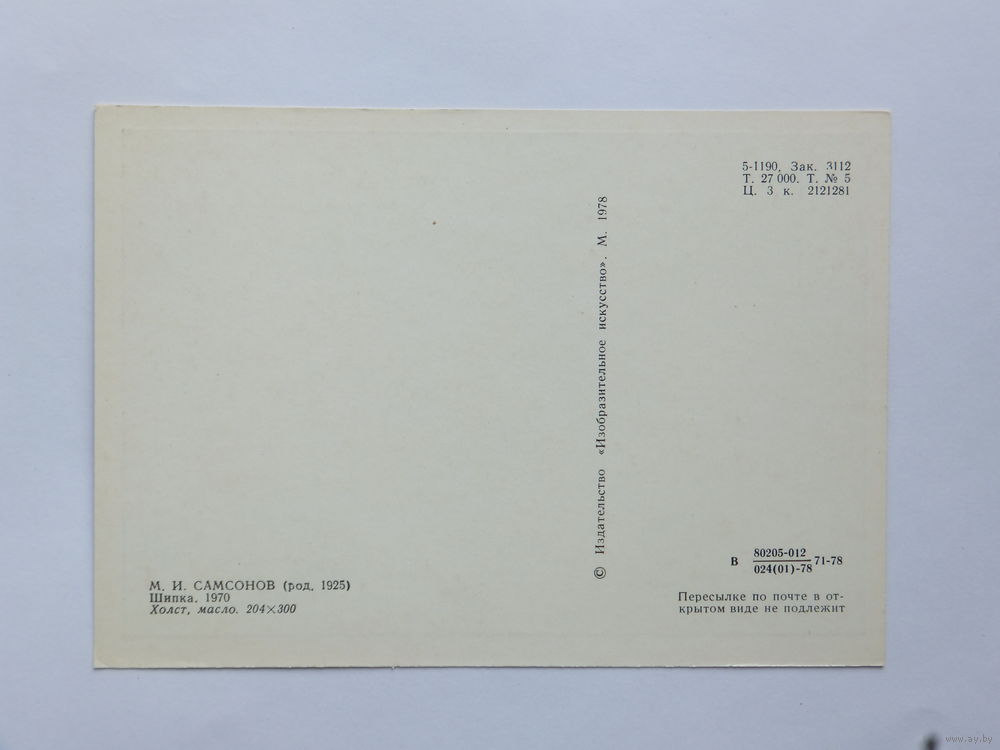 5-1190, Зак. 3112
Т. 27 000. Т. № 5
Ц. 3 к. 2121281
© Издательство «Изобразительное искусство». М. 1978
М. И. САМСОНОВ (род. 1925)
Шипка. 1970
Холст, масло. 204×300
В 80205-012 71-78
024(01)-78
Пересылке по почте в от-
крытом виде не подлежит
www.ay.by